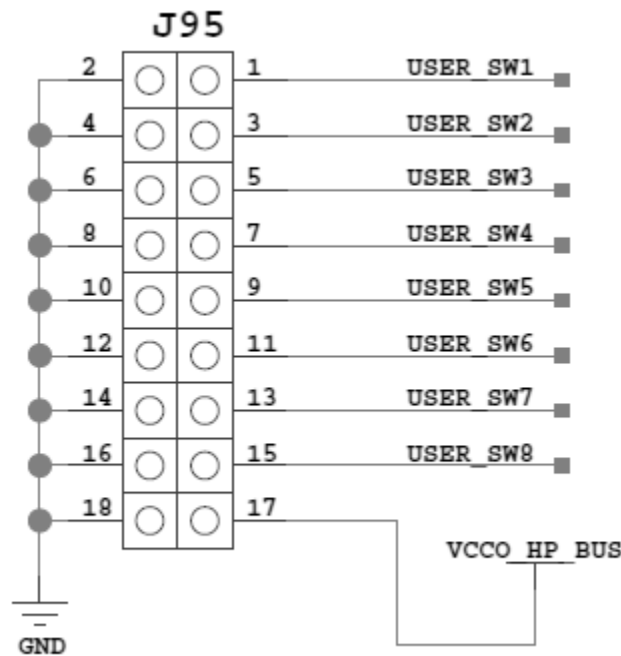 J95
2 1 USER_SW1
4 3 USER_SW2
6 5 USER_SW3
8 7 USER_SW4
10 9 USER_SW5
12 11 USER_SW6
14 13 USER_SW7
16 15 USER_SW8
18 17
VCCO_HP_BUS
GND